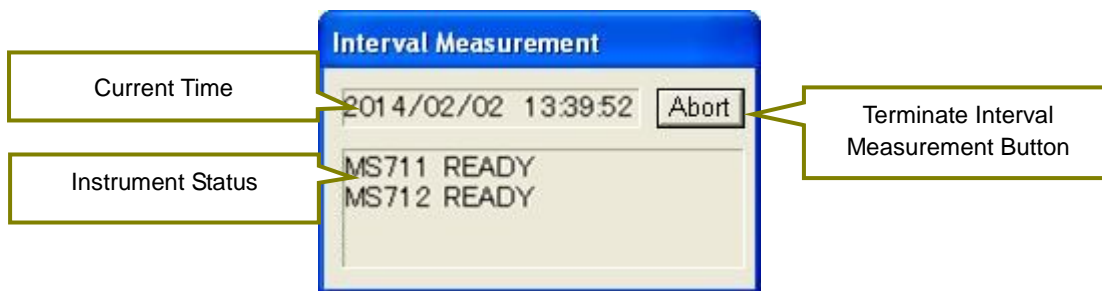 Interval Measurement
Current Time
2014/02/02 13:39:52
Abort
Terminate Interval
Measurement Button
Instrument Status
MS711 READY
MS712 READY